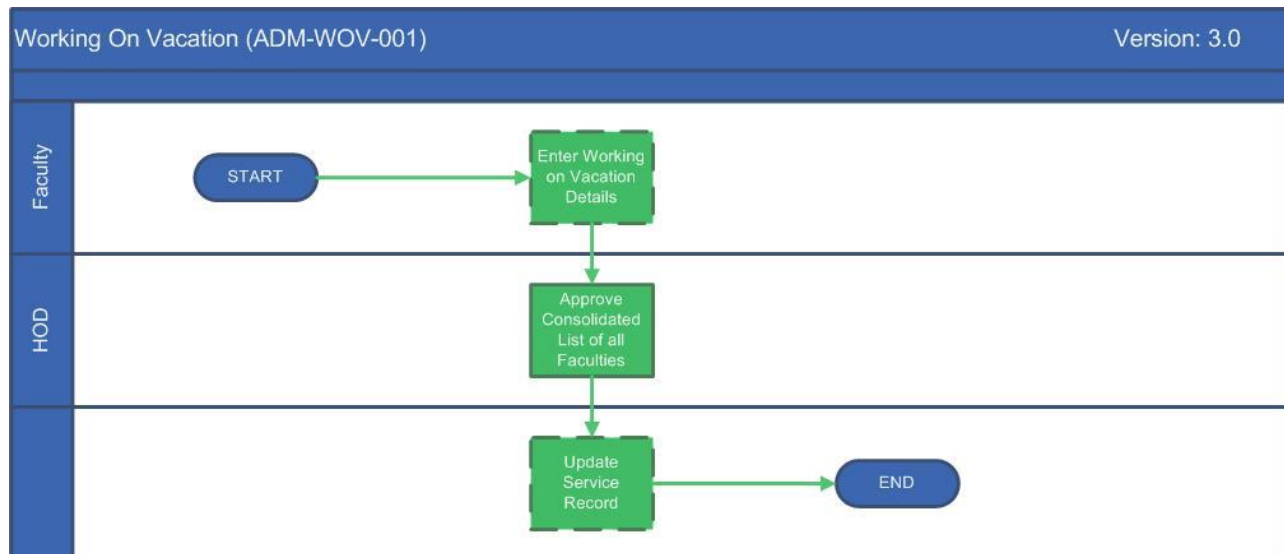 Working On Vacation (ADM-WOV-001)
Version: 3.0
Faculty
START
Enter Working
on Vacation
Details
HOD
Approve
Consolidated
List of all
Faculties
Update
Service
Record
END